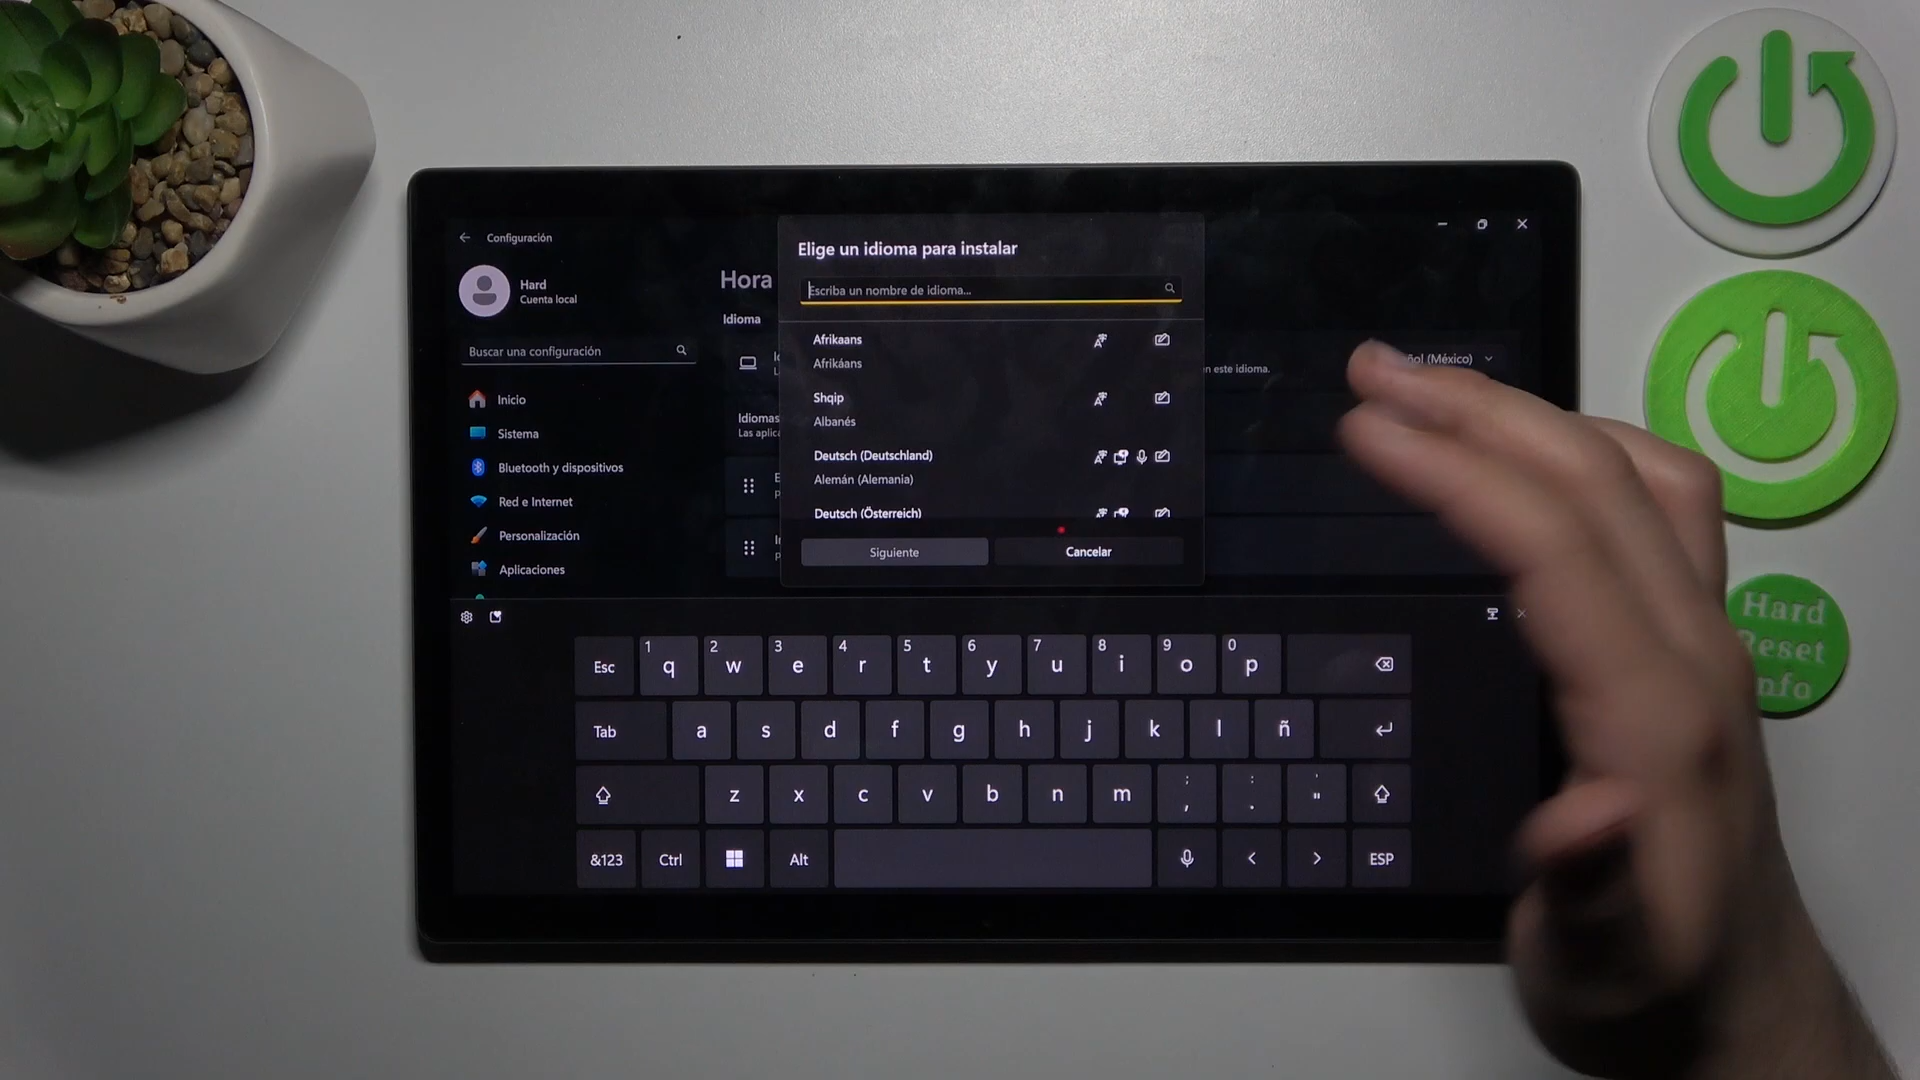 Configuración
Hard
Cuenta local
Buscar una configuración
Inicio
Sistema
Bluetooth y dispositivos
Red e Internet
Personalización
Aplicaciones
Hora
Idioma
Idiomas
Las
en este idioma.
(México)
Elige un idioma para instalar
Escriba un nombre de idioma...
Afrikaans
Afrikáans
Shqip
Albanés
Deutsch (Deutschland)
Alemán (Alemania)
Deutsch (Österreich)
Siguiente
Cancelar
Esc 1 q 2 w 3 e 4 r 5 t 6 y 7 u 8 i 9 o 0 p
Tab a s d f g h j k l ñ
z x c v b n m ; , : . ' "
&123 Ctrl Alt < > ESP
Hard
Reset
Info